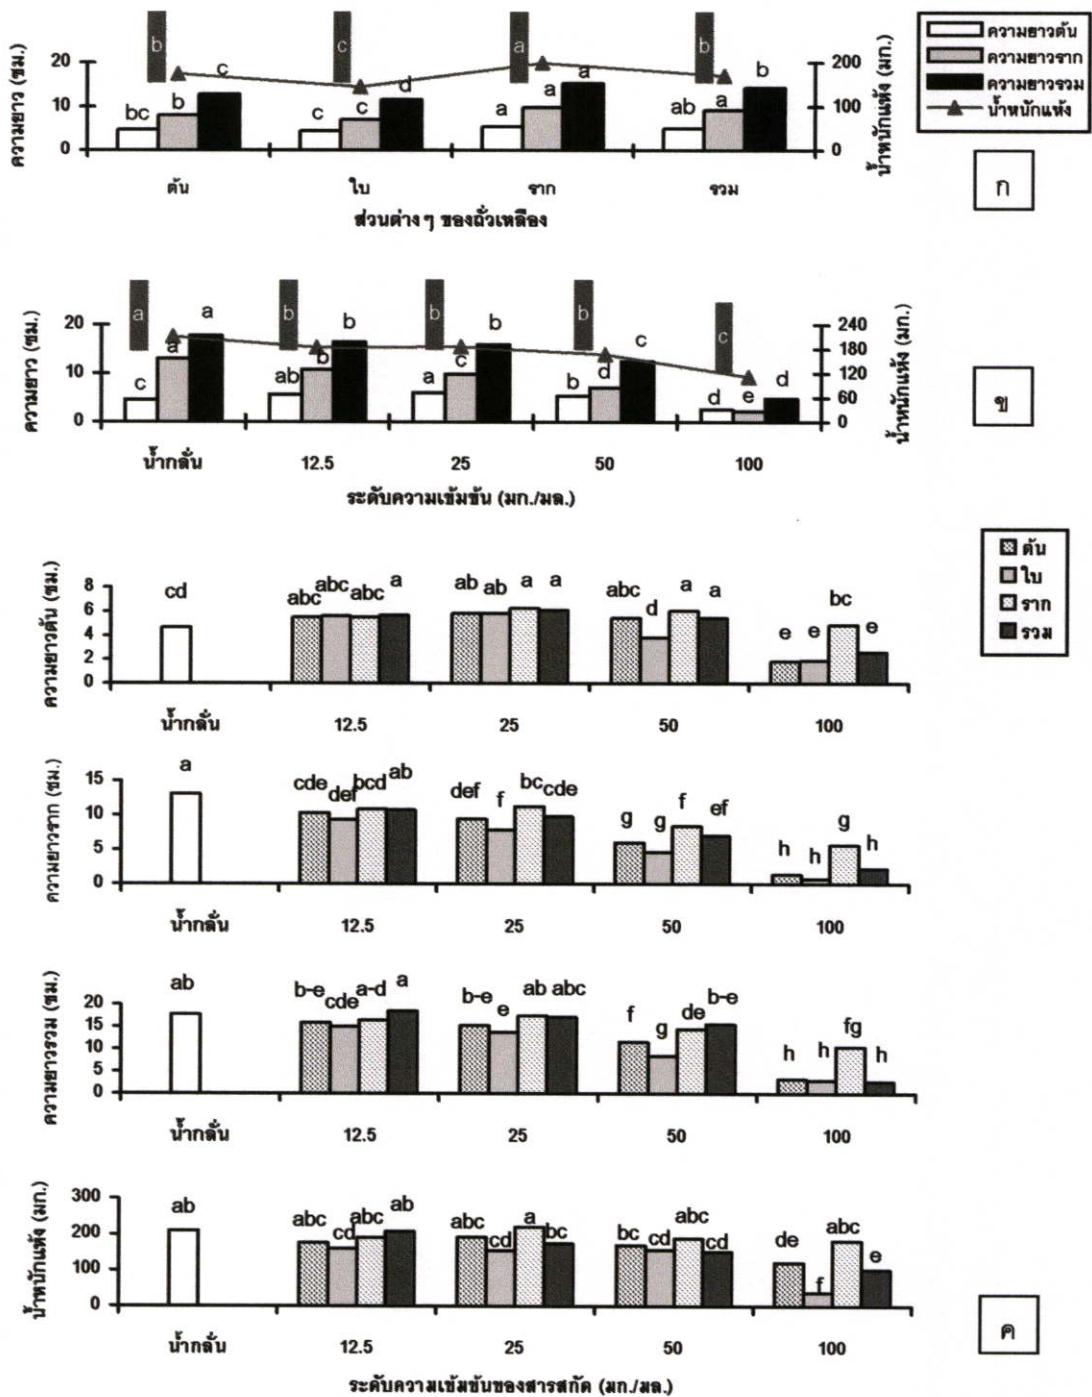 b c a b
ความยาวต้น
ความยาวราก
ความยาวรวม
น้ำหนักแห้ง
ความยาว (ซม.)
20
10
0
bc b c
c c d
a a a
ab a b
200
100
0
น้ำหนักแห้ง (มก.)
ต้น ใบ ราก รวม
ส่วนต่าง ๆ ของถั่วเหลือง
ก
ความยาว (ซม.)
20
10
0
a b b b c
c a a
ab b b
a c b
b d c
d e d
240
180
120
60
0
น้ำหนักแห้ง (มก.)
น้ำกลั่น 12.5 25 50 100
ระดับความเข้มข้น (มก./มล.)
ข
ต้น
ใบ
ราก
รวม
ความยาวต้น (ซม.)
8
6
4
2
0
cd abc abc abc a ab ab a a abc d a a e e bc e
น้ำกลั่น 12.5 25 50 100
ความยาวราก (ซม.)
15
10
5
0
a cde def bcd ab def f bc cde g g f ef h h g h
น้ำกลั่น 12.5 25 50 100
ความยาวรวม (ซม.)
20
15
10
5
0
ab b-e cde a-d a b-e e ab abc f g de b-e h h fg h
น้ำกลั่น 12.5 25 50 100
น้ำหนักแห้ง (มก.)
300
200
100
0
ab abc cd abc ab abc cd a bc bc cd abc cd de f abc e
น้ำกลั่น 12.5 25 50 100
ระดับความเข้มข้นของสารสกัด (มก./มล.)
ค